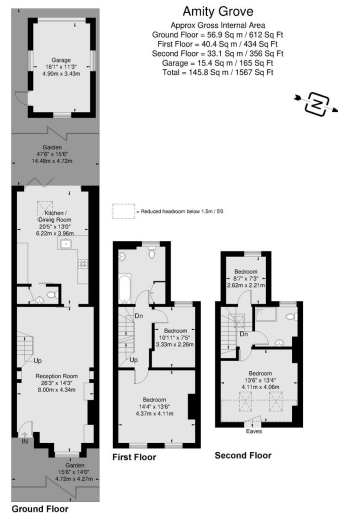 Amity Grove
Approx Gross Internal Area
Ground Floor = 56.9 Sq m / 612 Sq Ft
First Floor = 40.4 Sq m / 434 Sq Ft
Second Floor = 33.1 Sq m / 356 Sq Ft
Garage = 15.4 Sq m / 165 Sq Ft
Total = 145.8 Sq m / 1567 Sq Ft
N
Garage
16'1" x 11'3"
4.90m x 3.43m
Garden
47'6" x 15'6"
14.48m x 4.72m
= Reduced headroom below 1.5m / 5'0
Kitchen /
Dining Room
20'5" x 13'0"
6.22m x 3.96m
Up
Reception Room
26'3" x 14'3"
8.00m x 4.34m
IN
Garden
15'6" x 14'0"
4.72m x 4.27m
Ground Floor
Dn
Up
Bedroom
10'11" x 7'5"
3.33m x 2.26m
Bedroom
14'4" x 13'6"
4.37m x 4.11m
First Floor
Bedroom
8'7" x 7'3"
2.62m x 2.21m
Dn
Bedroom
13'6" x 13'4"
4.11m x 4.06m
Eaves
Second Floor